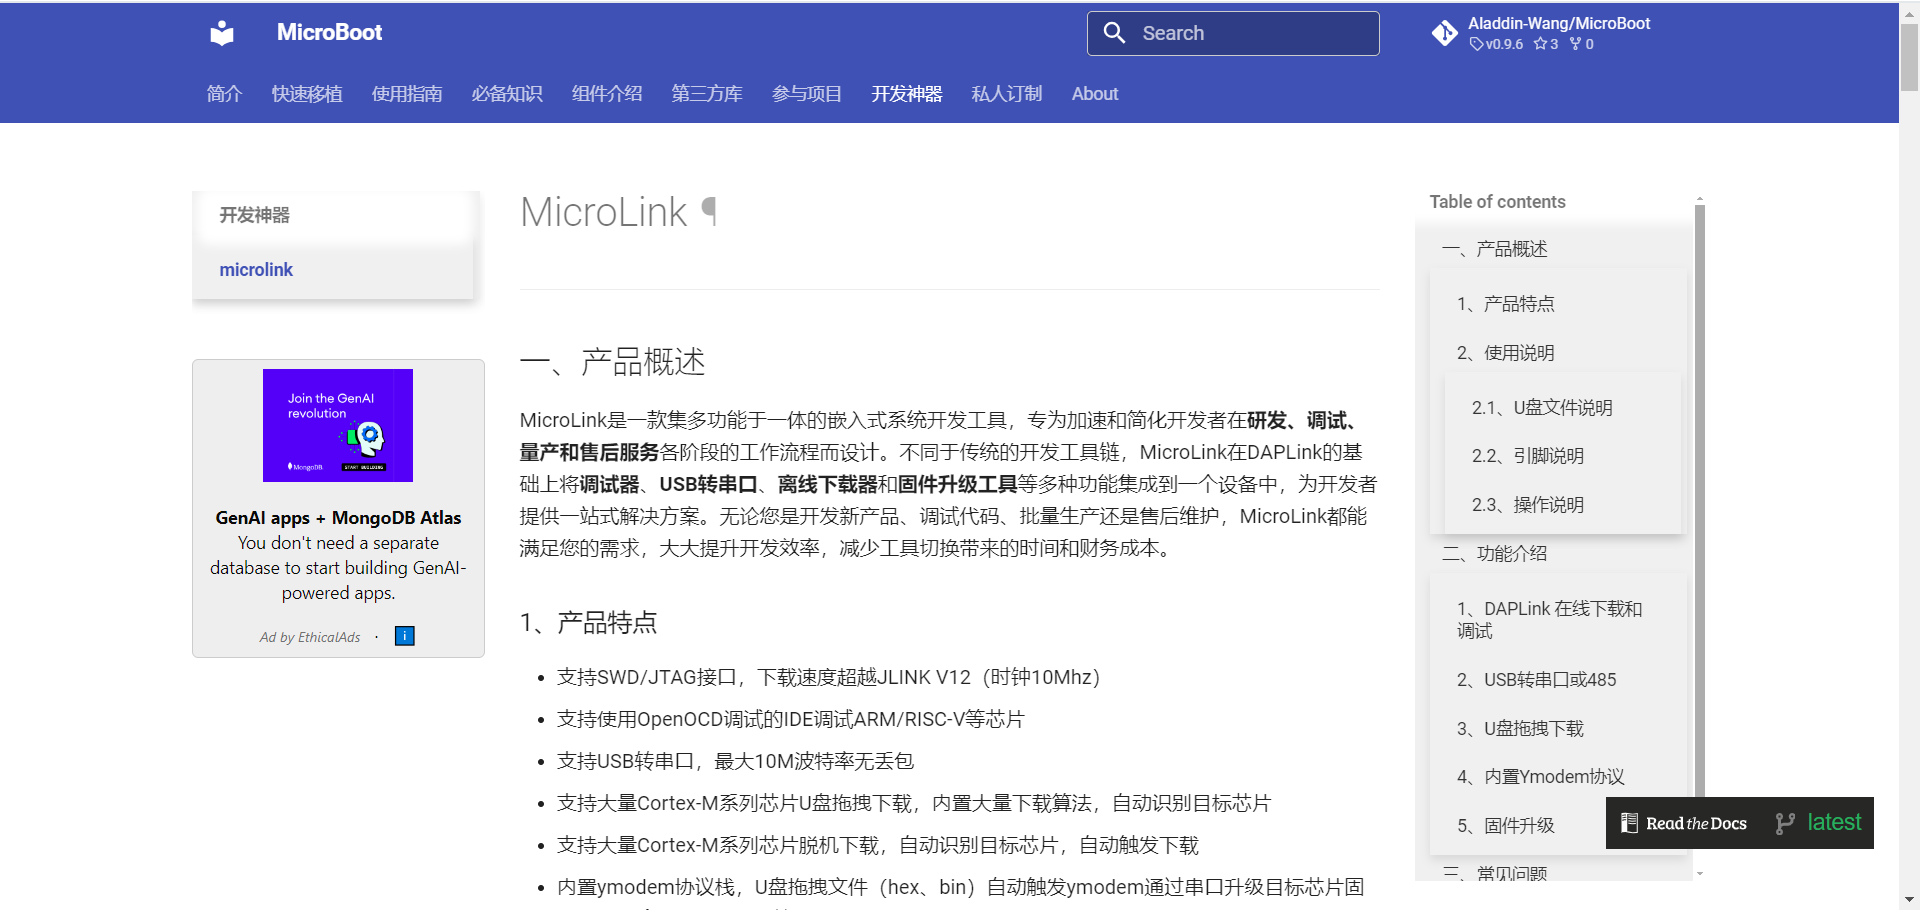 MicroBoot
Search
Aladdin-Wang/MicroBoot
v0.9.6 3 0
简介 快速移植 使用指南 必备知识 组件介绍 第三方库 参与项目 开发神器 私人订制 About
开发神器
microlink
Join the GenAI
revolution
MongoDB
START BUILDING
GenAI apps + MongoDB Atlas
You don't need a separate
database to start building GenAI-
powered apps.
Ad by EthicalAds · i
MicroLink ¶
一、产品概述
MicroLink是一款集多功能于一体的嵌入式系统开发工具，专为加速和简化开发者在研发、调试、
量产和售后服务各阶段的工作流程而设计。不同于传统的开发工具链，MicroLink在DAPLink的基
础上将调试器、USB转串口、离线下载器和固件升级工具等多种功能集成到一个设备中，为开发者
提供一站式解决方案。无论您是开发新产品、调试代码、批量生产还是售后维护，MicroLink都能
满足您的需求，大大提升开发效率，减少工具切换带来的时间和财务成本。
1、产品特点
• 支持SWD/JTAG接口，下载速度超越JLINK V12（时钟10Mhz）
• 支持使用OpenOCD调试的IDE调试ARM/RISC-V等芯片
• 支持USB转串口，最大10M波特率无丢包
• 支持大量Cortex-M系列芯片U盘拖拽下载，内置大量下载算法，自动识别目标芯片
• 支持大量Cortex-M系列芯片脱机下载，自动识别目标芯片，自动触发下载
• 内置ymodem协议栈，U盘拖拽文件（hex、bin）自动触发ymodem通过串口升级目标芯片固
Table of contents
一、产品概述
1、产品特点
2、使用说明
2.1、U盘文件说明
2.2、引脚说明
2.3、操作说明
二、功能介绍
1、DAPLink 在线下载和
调试
2、USB转串口或485
3、U盘拖拽下载
4、内置Ymodem协议
5、固件升级
三、常见问题
Read the Docs latest